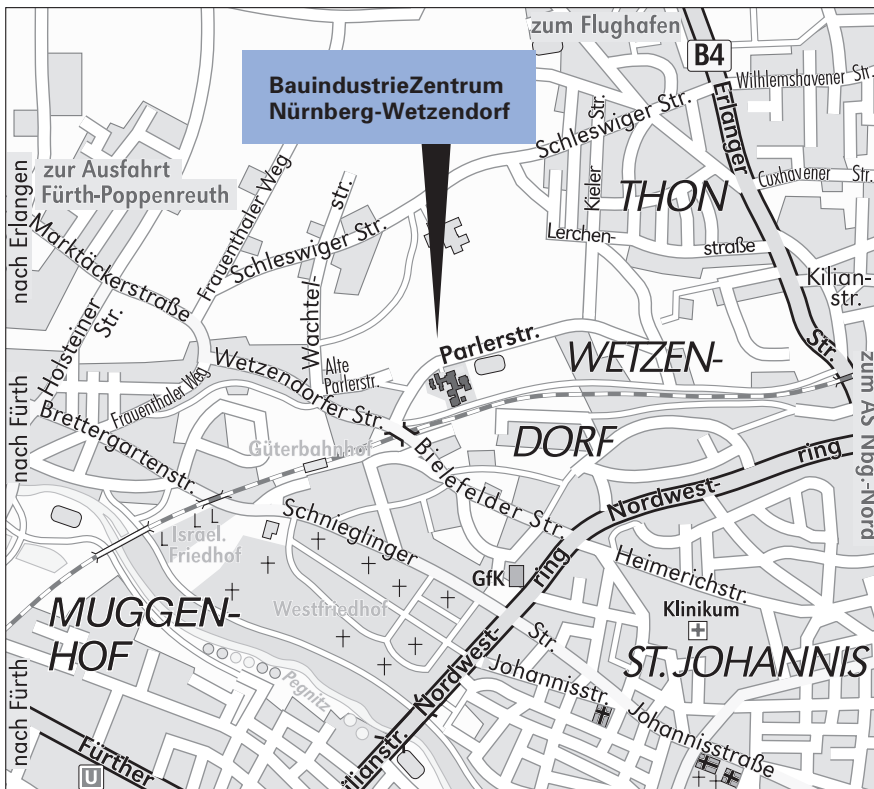 zum Flughafen
B4
BauindustrieZentrum
Nürnberg-Wetzendorf
Wilhlemshavener Str.
Schleswiger Str.
Erlanger
Str.
Kieler
zur Ausfahrt
Fürth-Poppenreuth
nach Erlangen
Frauenthaler Weg
Wachtel-
str.
THON
Cuxhavener Str.
Marktäckerstraße
Schleswiger Str.
Lerchen-
straße
Kilian-
str.
Holsteiner
Str.
Parlerstr.
Str.
WETZEN-
DORF
Alte
Parlerstr.
Wetzendorfer Str.
Frauenthaler Weg
nach Fürth
Brettergartenstr.
Güterbahnhof
Bielefelder Str.
zum AS Nbg.-Nord
Nordwest-
ring
Israel.
Friedhof
Schnieglinger
Str.
Nordwest-
ring
GfK
Heimerichstr.
Klinikum
Westfriedhof
MUGGEN-
HOF
ST. JOHANNIS
Pegnitz
Johannisstr.
Johannisstraße
nach Fürth
Fürther
U
ilianstr.